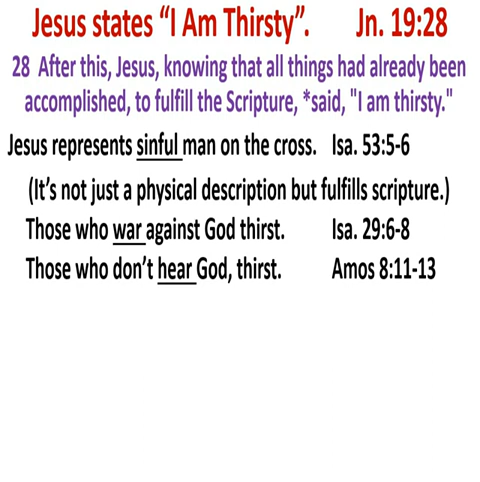 Jesus states “I Am Thirsty”. Jn. 19:28
28 After this, Jesus, knowing that all things had already been
accomplished, to fulfill the Scripture, *said, "I am thirsty."
Jesus represents sinful man on the cross. Isa. 53:5-6
(It’s not just a physical description but fulfills scripture.)
Those who war against God thirst. Isa. 29:6-8
Those who don’t hear God, thirst. Amos 8:11-13